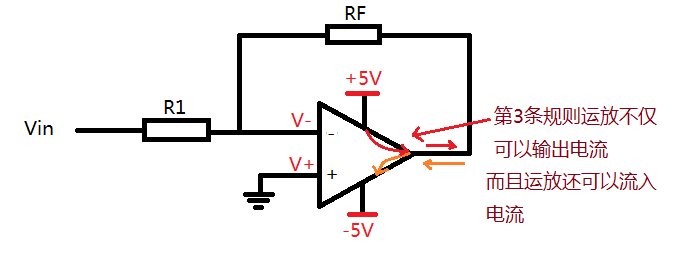 RF
+5V
R1
Vin
V-
-
V+
+
-5V
第3条规则运放不仅
可以输出电流
而且运放还可以流入
电流